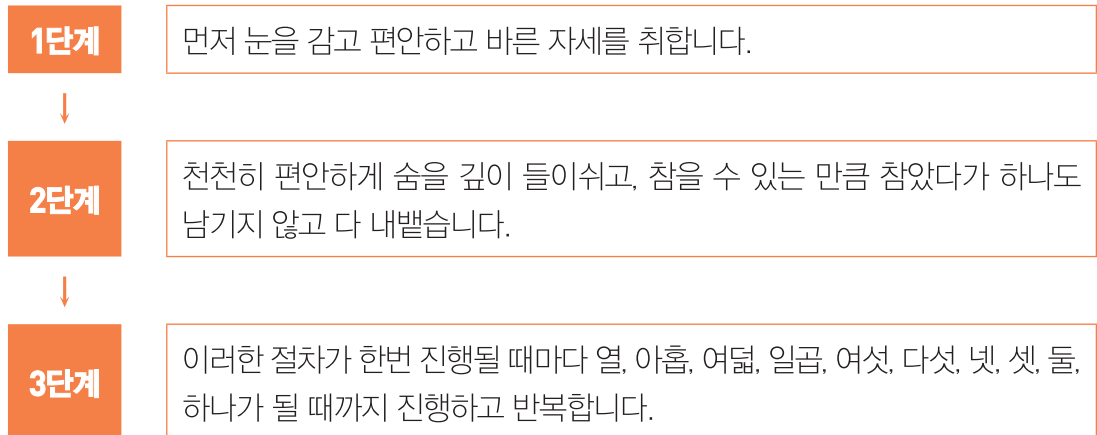 1단계
먼저 눈을 감고 편안하고 바른 자세를 취합니다.
2단계
천천히 편안하게 숨을 깊이 들이쉬고, 참을 수 있는 만큼 참았다가 하나도
남기지 않고 다 내뱉습니다.
3단계
이러한 절차가 한번 진행될 때마다 열, 아홉, 여덟, 일곱, 여섯, 다섯, 넷, 셋, 둘,
하나가 될 때까지 진행하고 반복합니다.